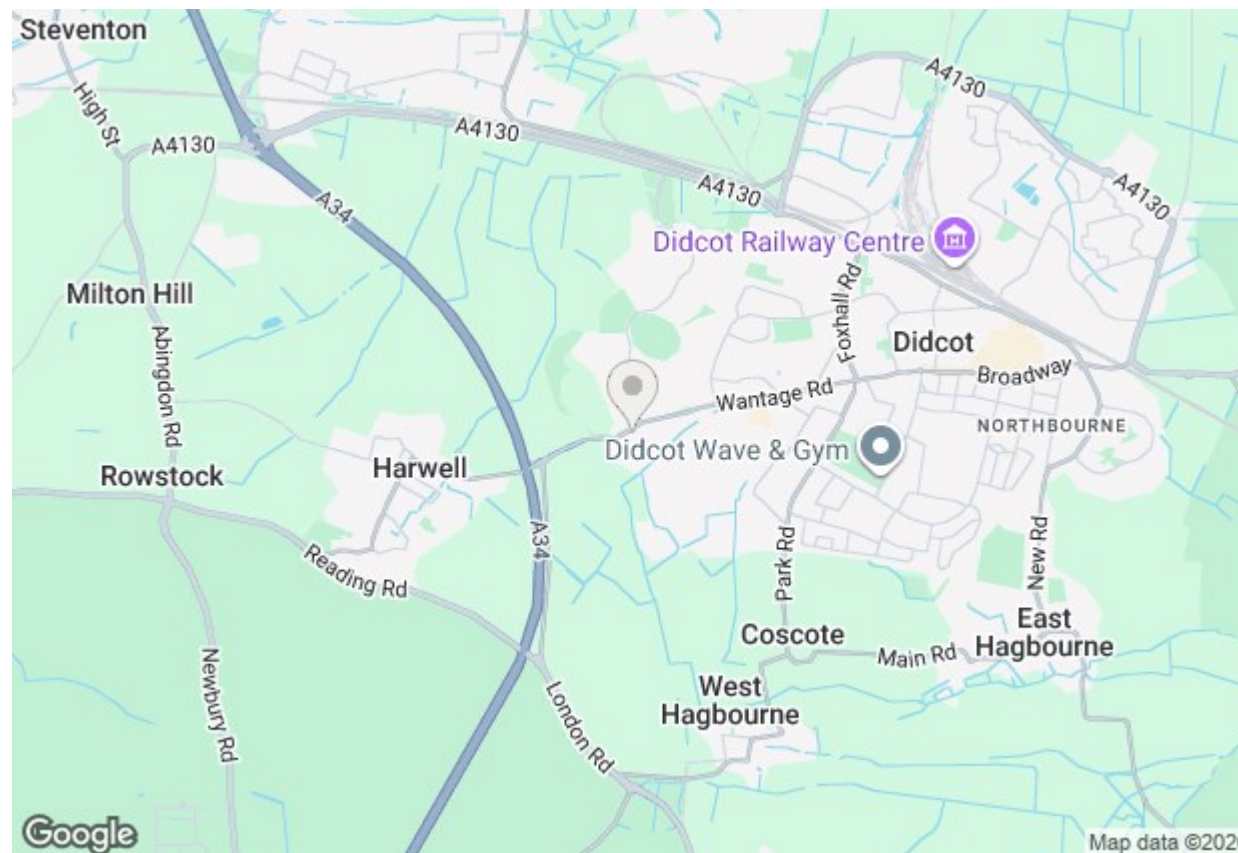 Steventon
High St
A4130
A4130
A4130
A4130
A4130
A34
Didcot Railway Centre
Milton Hill
Abingdon Rd
Foxhall Rd
Didcot
Broadway
Wantage Rd
NORTHBOURNE
Didcot Wave & Gym
Harwell
Rowstock
A34
Reading Rd
Park Rd
New Rd
East
Hagbourne
Coscote
Main Rd
West
Hagbourne
Newbury Rd
London Rd
Google
Map data ©202